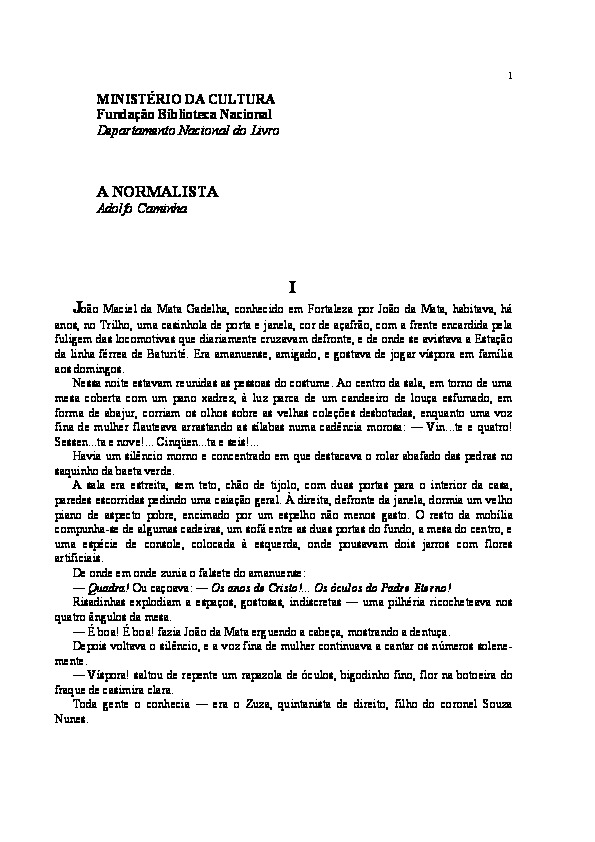 1
MINISTÉRIO DA CULTURA
Fundação Biblioteca Nacional
Departamento Nacional do Livro
A NORMALISTA
Adolfo Caminha
I
João Maciel da Mata Gadelha, conhecido em Fortaleza por João da Mata, habitava, há
anos, no Trilho, uma casinhola de porta e janela, cor de açafrão, com a frente encardida pela
fuligem das locomotivas que diariamente cruzavam defronte, e de onde se avistava a Estação
da linha férrea de Baturité. Era amanuense, amigado, e gostava de jogar víspora em família
aos domingos.
Nessa noite estavam reunidas as pessoas do costume. Ao centro da sala, em torno de uma
mesa coberta com um pano xadrez, à luz parca de um candeeiro de louça esfumado, em
forma de abajur, corriam os olhos sobre as velhas coleções desbotadas, enquanto uma voz
fina de mulher flauteava arrastando as sílabas numa cadência morosa: — Vin...te e quatro!
Sessen...ta e nove!... Cinqüen...ta e seis!...
Havia um silêncio morno e concentrado em que destacava o rolar abafado das pedras no
saquinho da baeta verde.
A sala era estreita, sem teto, chão de tijolo, com duas portas para o interior da casa,
paredes escorridas pedindo uma caiação geral. À direita, defronte da janela, dormia um velho
piano de aspecto pobre, encimado por um espelho não menos gasto. O resto da mobília
compunha-se de algumas cadeiras, um sofá entre as duas portas do fundo, a mesa do centro, e
uma espécie de console, colocada à esquerda, onde pousavam dois jarros com flores
artificiais.
De onde em onde zunia o falsete do amanuense:
— Quadra! Ou caçoava: — Os anos de Cristo!... Os óculos do Padre Eterno!
Risadinhas explodiam a espaços, gostosas, indiscretas — uma pilhéria ricocheteava nos
quatro ângulos da mesa.
— É boa! É boa! fazia João da Mata erguendo a cabeça, mostrando a dentuça.
Depois voltava o silêncio, e a voz fina de mulher continuava a cantar os números solene-
mente.
— Víspora! saltou de repente um rapazola de óculos, bigodinho fino, flor na botoeira do
fraque de casimira clara.
Toda gente o conhecia — era o Zuza, quintanista de direito, filho do coronel Souza
Nunes.